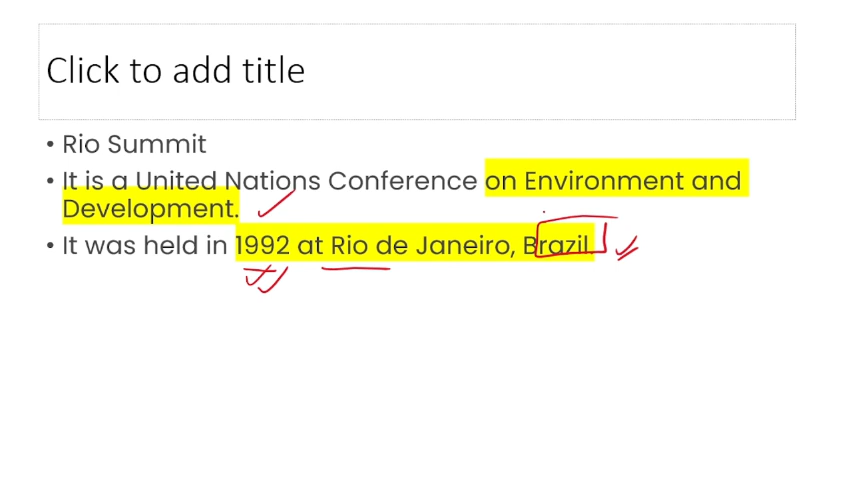 Click to add title
• Rio Summit
• It is a United Nations Conference on Environment and
Development.
• It was held in 1992 at Rio de Janeiro, Brazil.